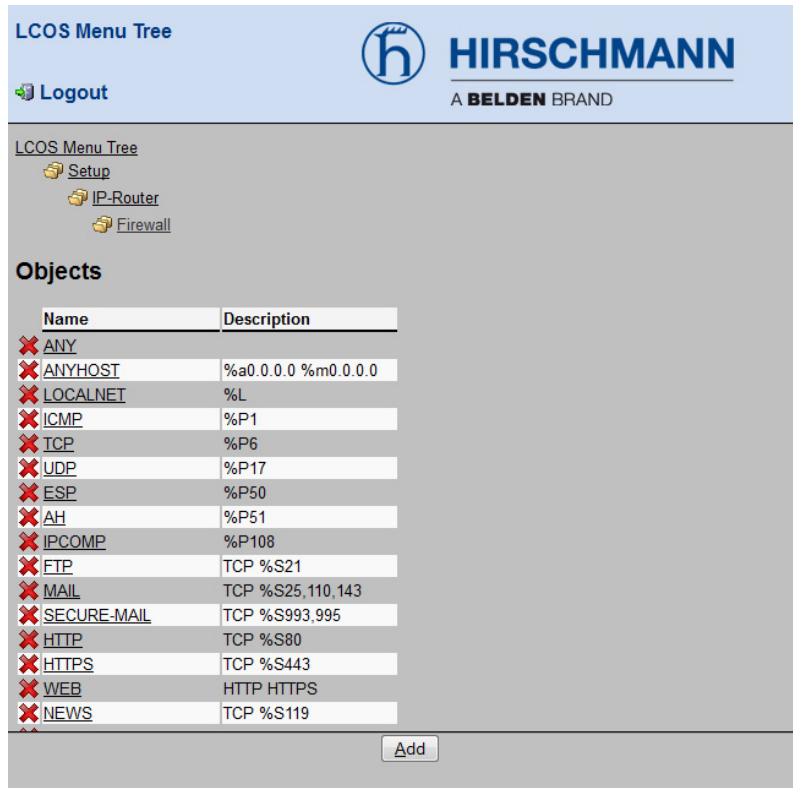 LCOS Menu Tree
HIRSCHMANN
Logout
A BELDEN BRAND
LCOS Menu Tree
Setup
IP-Router
Firewall
Objects
Name Description
ANY
ANYHOST %a0.0.0.0 %m0.0.0.0
LOCALNET %L
ICMP %P1
TCP %P6
UDP %P17
ESP %P50
AH %P51
IPCOMP %P108
FTP TCP %S21
MAIL TCP %S25,110,143
SECURE-MAIL TCP %S993,995
HTTP TCP %S80
HTTPS TCP %S443
WEB HTTP HTTPS
NEWS TCP %S119
Add